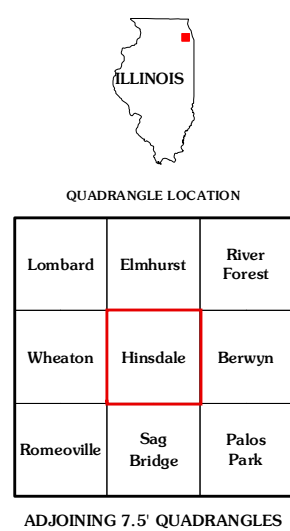 ILLINOIS
QUADRANGLE LOCATION
Lombard
Elmhurst
River
Forest
Wheaton
Hinsdale
Berwyn
Romeoville
Sag
Bridge
Palos
Park
ADJOINING 7.5' QUADRANGLES